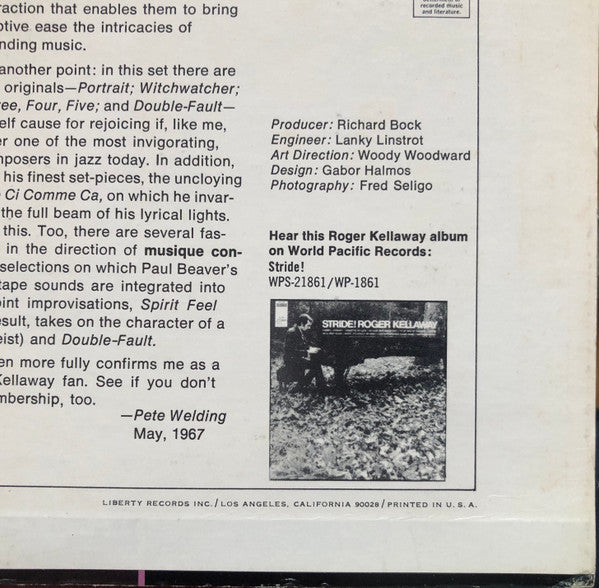 raction that enables them to bring
ptive ease the intricacies of
nding music.
another point: in this set there are
originals—Portrait; Witchwatcher;
ree, Four, Five; and Double-Fault—
elf cause for rejoicing if, like me,
er one of the most invigorating,
mposers in jazz today. In addition,
his finest set-pieces, the uncloying
Ci Comme Ca, on which he invar-
the full beam of his lyrical lights.
this. Too, there are several fas-
in the direction of musique con-
selections on which Paul Beaver's
tape sounds are integrated into
oint improvisations, Spirit Feel
esult, takes on the character of a
eist) and Double-Fault.
en more fully confirms me as a
Kellaway fan. See if you don't
mbership, too.
—Pete Welding
May, 1967
recorded music
and literature.
Producer: Richard Bock
Engineer: Lanky Linstrot
Art Direction: Woody Woodward
Design: Gabor Halmos
Photography: Fred Seligo
Hear this Roger Kellaway album
on World Pacific Records:
Stride!
WPS-21861/WP-1861
STRIDE! ROGER KELLAWAY
LIBERTY RECORDS INC./LOS ANGELES, CALIFORNIA 90028/PRINTED IN U. S. A.